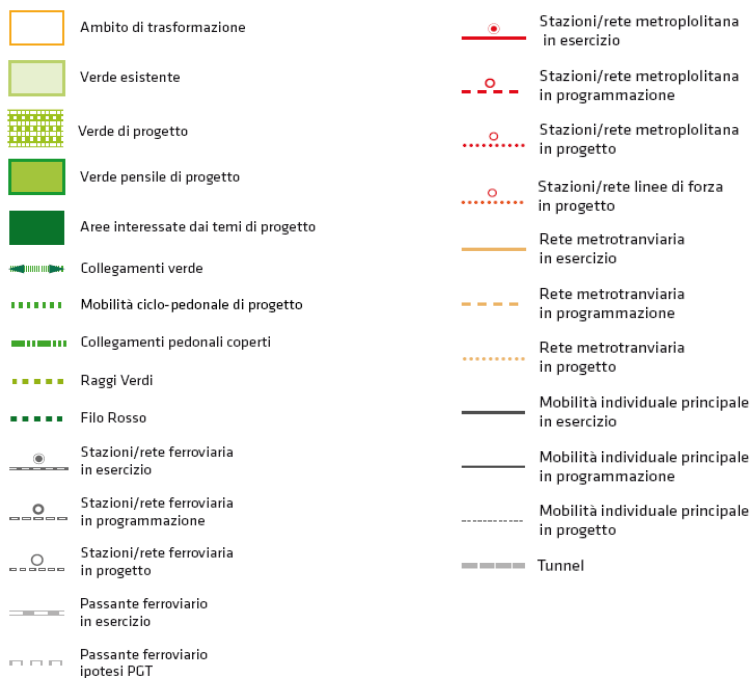 Ambito di trasformazione
Verde esistente
Verde di progetto
Verde pensile di progetto
Aree interessate dai temi di progetto
Collegamenti verde
Mobilità ciclo-pedonale di progetto
Collegamenti pedonali coperti
Raggi Verdi
Filo Rosso
Stazioni/rete ferroviaria
in esercizio
Stazioni/rete ferroviaria
in programmazione
Stazioni/rete ferroviaria
in progetto
Passante ferroviario
in esercizio
Passante ferroviario
ipotesi PGT
Stazioni/rete metroplolitana
in esercizio
Stazioni/rete metroplolitana
in programmazione
Stazioni/rete metroplolitana
in progetto
Stazioni/rete linee di forza
in progetto
Rete metrotranviaria
in esercizio
Rete metrotranviaria
in programmazione
Rete metrotranviaria
in progetto
Mobilità individuale principale
in esercizio
Mobilità individuale principale
in programmazione
Mobilità individuale principale
in progetto
Tunnel